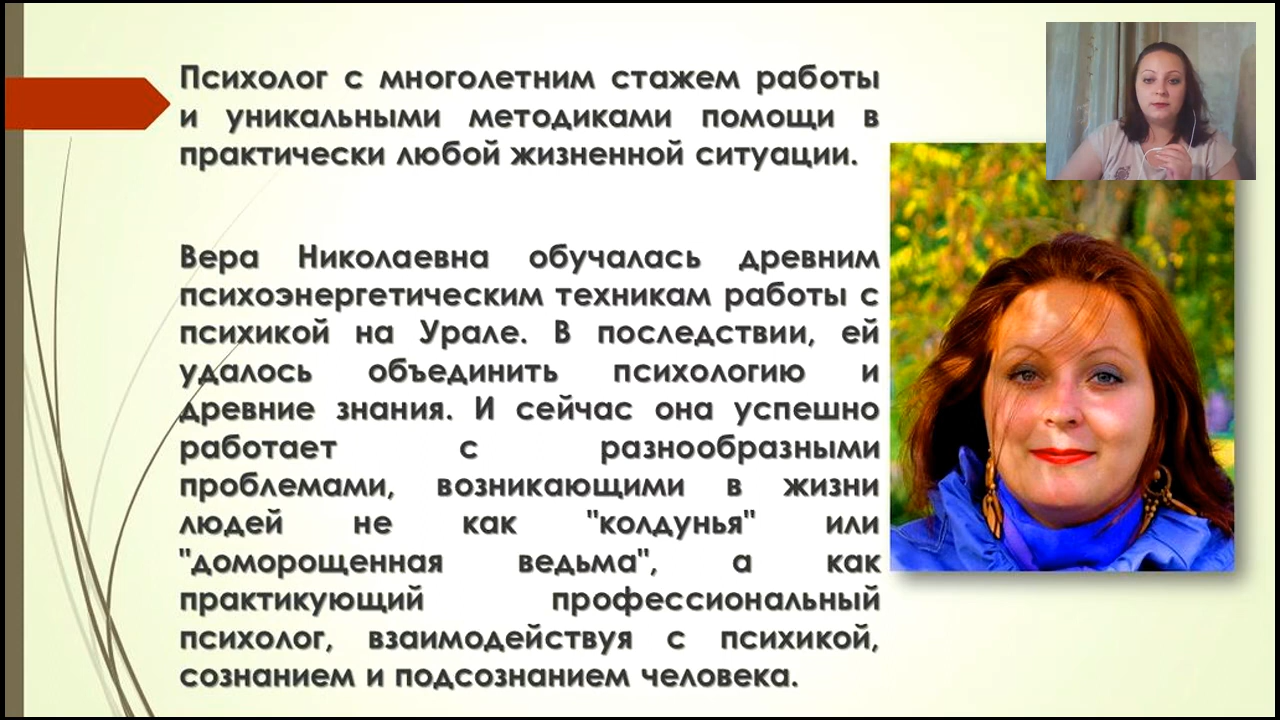 Психолог с многолетним стажем работы
и уникальными методиками помощи в
практически любой жизненной ситуации.
Вера Николаевна обучалась древним
психоэнергетическим техникам работы с
психикой на Урале. В последствии, ей
удалось объединить психологию и
древние знания. И сейчас она успешно
работает с разнообразными
проблемами, возникающими в жизни
людей не как "колдунья" или
"доморощенная ведьма", а как
практикующий профессиональный
психолог, взаимодействуя с психикой,
сознанием и подсознанием человека.